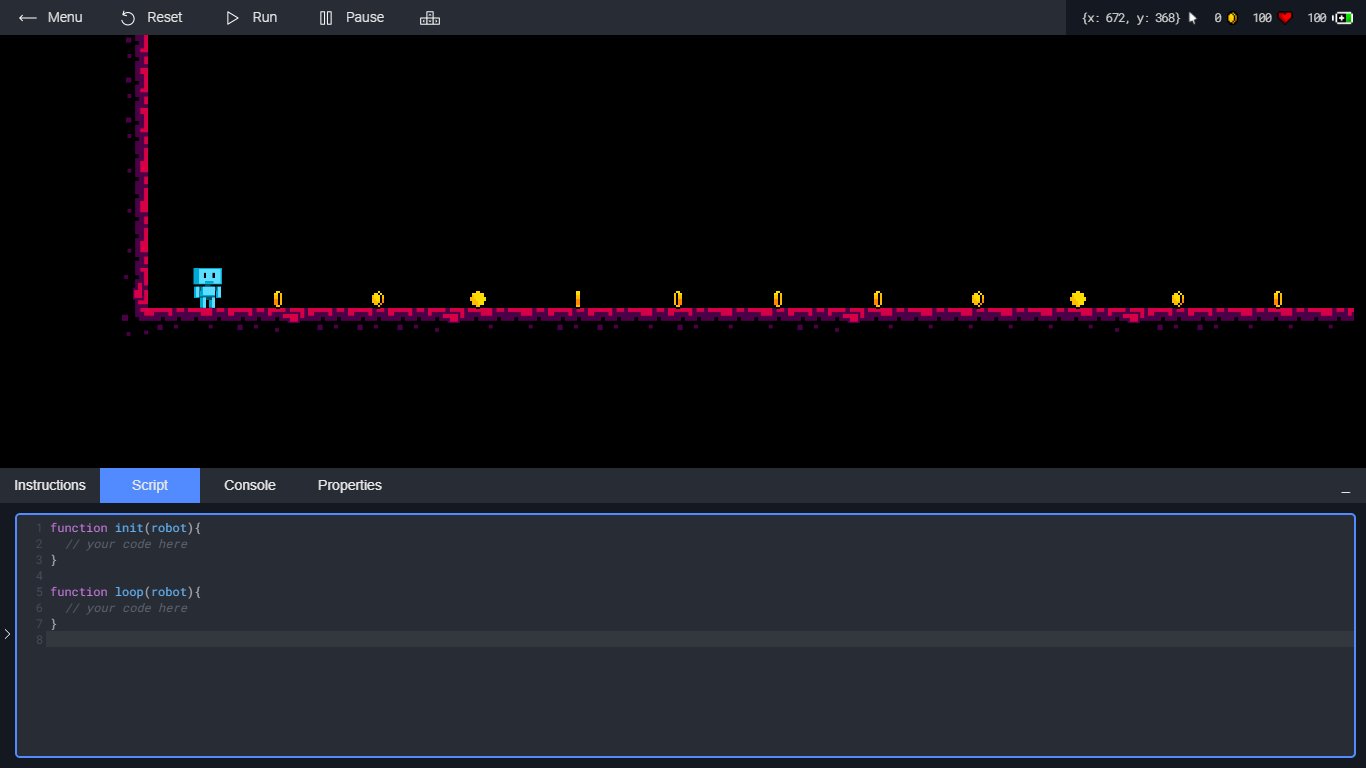 Menu Reset Run Pause {x: 672, y: 368} 0 100 100
Instructions Script Console Properties
1 function init(robot){
2 // your code here
3 }
4
5 function loop(robot){
6 // your code here
7 }
8